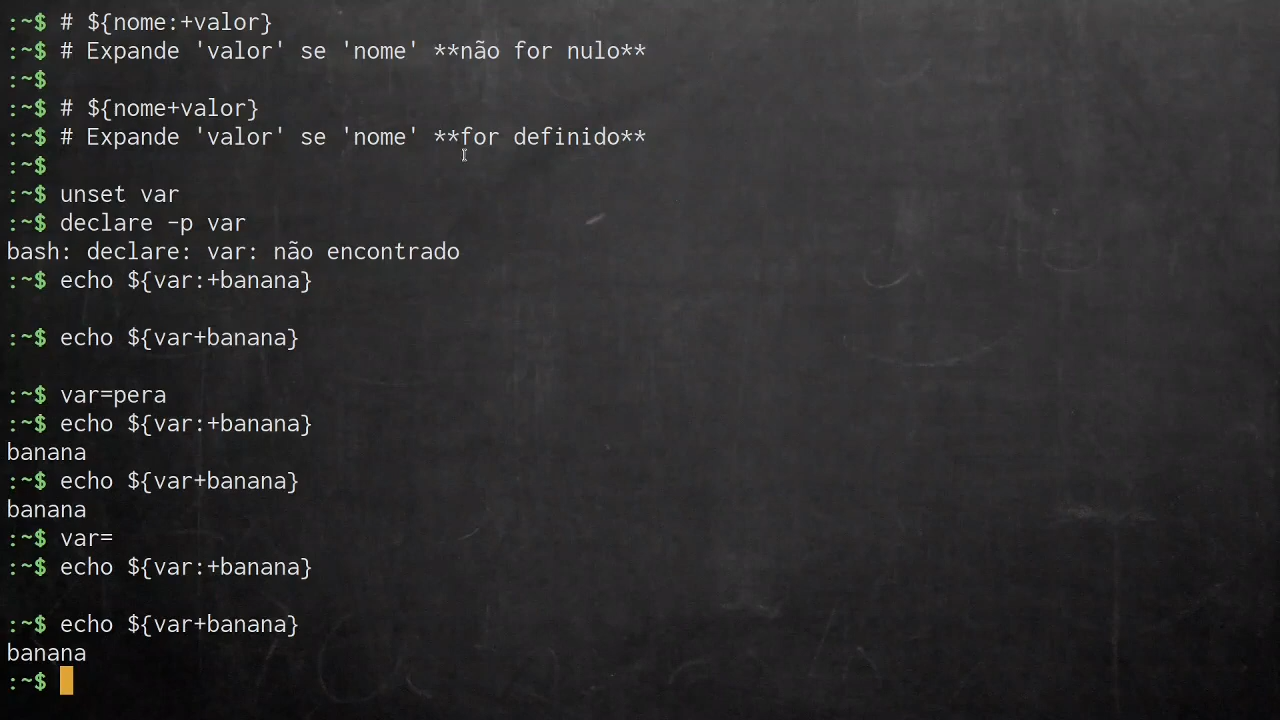 :~$ # ${nome:+valor}
:~$ # Expande 'valor' se 'nome' **não for nulo**
:~$
:~$ # ${nome+valor}
:~$ # Expande 'valor' se 'nome' **for definido**
:~$
:~$ unset var
:~$ declare -p var
bash: declare: var: não encontrado
:~$ echo ${var:+banana}
:~$ echo ${var+banana}
:~$ var=pera
:~$ echo ${var:+banana}
banana
:~$ echo ${var+banana}
banana
:~$ var=
:~$ echo ${var:+banana}
:~$ echo ${var+banana}
banana
:~$